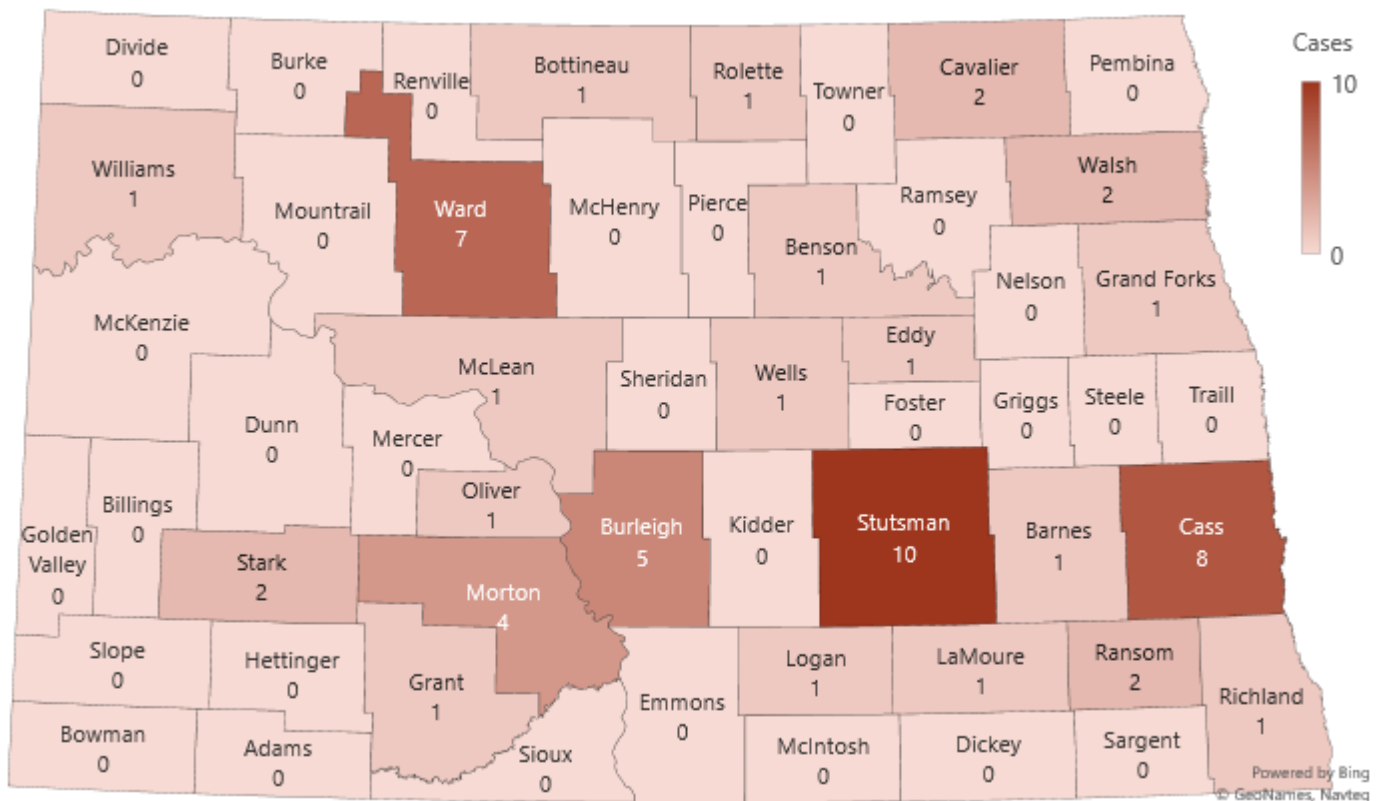 Divide
0
Burke
0
Renville
0
Bottineau
1
Rolette
1
Towner
0
Cavalier
2
Pembina
0
Cases
10
0
Williams
1
Mountrail
0
Ward
7
McHenry
0
Pierce
0
Benson
1
Ramsey
0
Walsh
2
Nelson
0
Grand Forks
1
McKenzie
0
Dunn
0
McLean
1
Mercer
0
Sheridan
0
Wells
1
Eddy
1
Foster
0
Griggs
0
Steele
0
Traill
0
Golden
Valley
0
Billings
0
Stark
2
Oliver
1
Morton
4
Burleigh
5
Kidder
0
Stutsman
10
Barnes
1
Cass
8
Slope
0
Hettinger
0
Grant
1
Emmons
0
Logan
1
LaMoure
1
Ransom
2
Richland
1
Bowman
0
Adams
0
Sioux
0
McIntosh
0
Dickey
0
Sargent
0
Powered by Bing
© GeoNames, Navteq